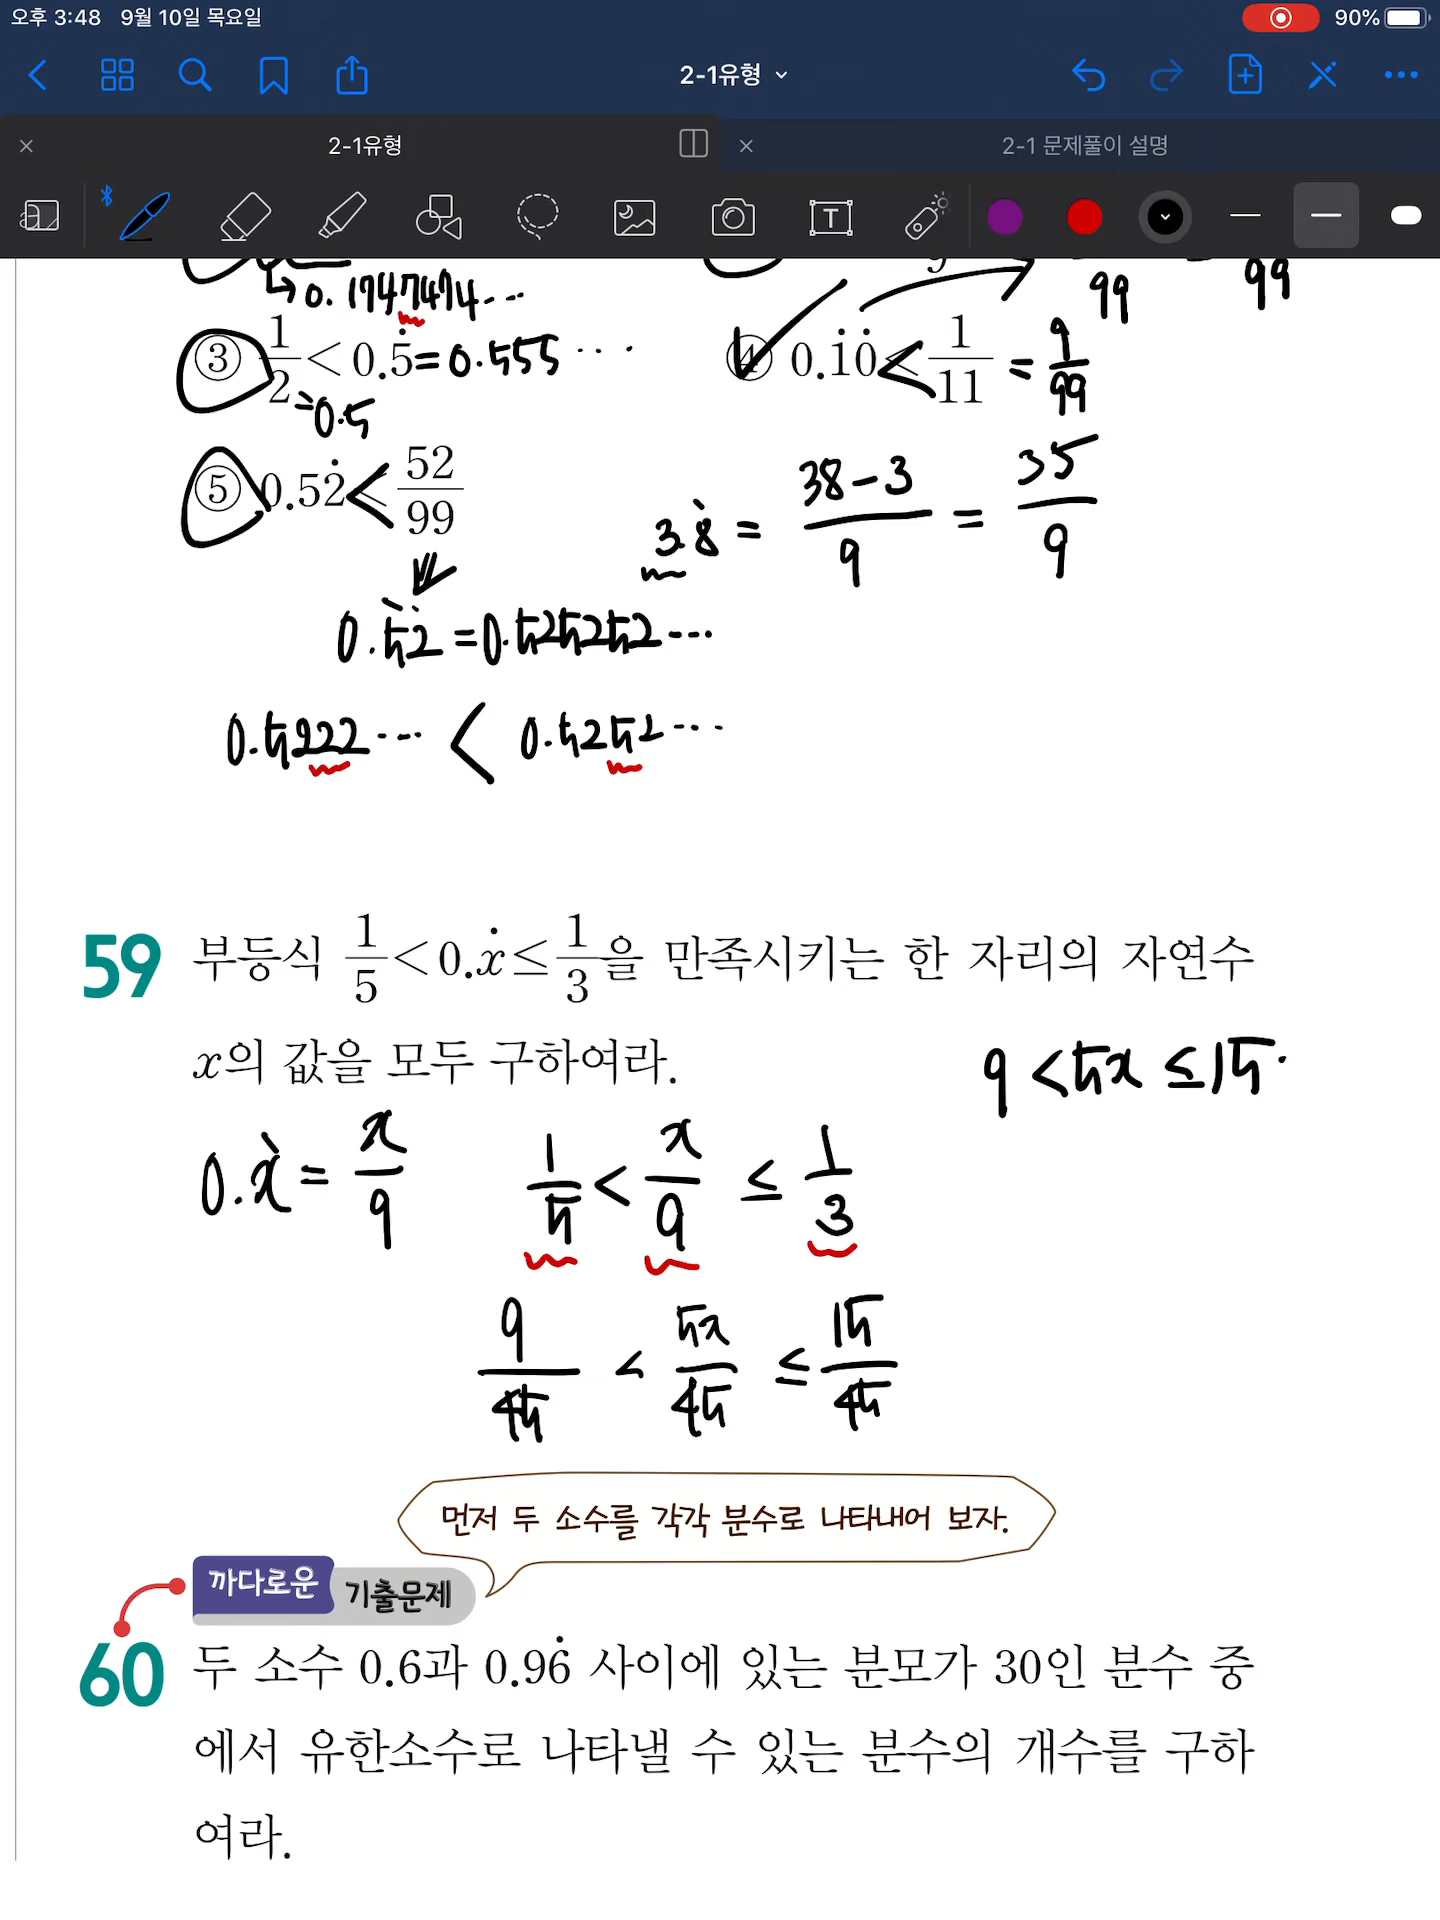 오후 3:48 9월 10일 목요일 90%
2-1유형
2-1유형 2-1 문제풀이 설명
T
→ 0.1747474... 9 99 99
③ 1/2 < 0.5̇ = 0.555... ④ 0.1̇0̇ < 1/11 = 9/99
=0.5
⑤ 0.52̇ < 52/99
3.8̇ = 38-3/9 = 35/9
0.5̇2̇ = 0.525252...
0.5222... < 0.5252...
59 부등식 1/5 < 0.ẋ ≤ 1/3 을 만족시키는 한 자리의 자연수
x의 값을 모두 구하여라.
9 < 5x ≤ 15.
0.ẋ = x/9 1/5 < x/9 ≤ 1/3
9/45 < 5x/45 ≤ 15/45
먼저 두 소수를 각각 분수로 나타내어 보자.
까다로운 기출문제
60 두 소수 0.6과 0.96̇ 사이에 있는 분모가 30인 분수 중
에서 유한소수로 나타낼 수 있는 분수의 개수를 구하
여라.